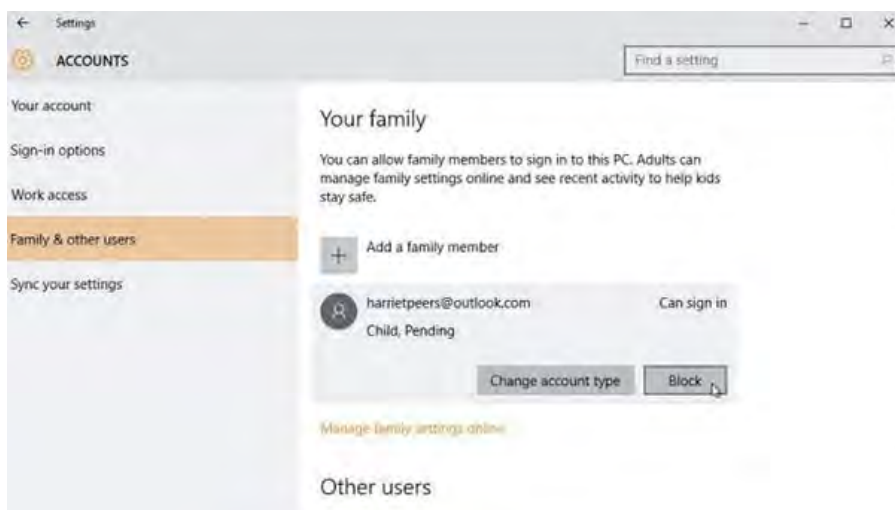 Settings
ACCOUNTS
Find a setting
Your account
Sign-in options
Work access
Family & other users
Sync your settings
Your family
You can allow family members to sign in to this PC. Adults can
manage family settings online and see recent activity to help kids
stay safe.
Add a family member
harrietpeers@outlook.com
Can sign in
Child, Pending
Change account type
Block
Manage family settings online
Other users